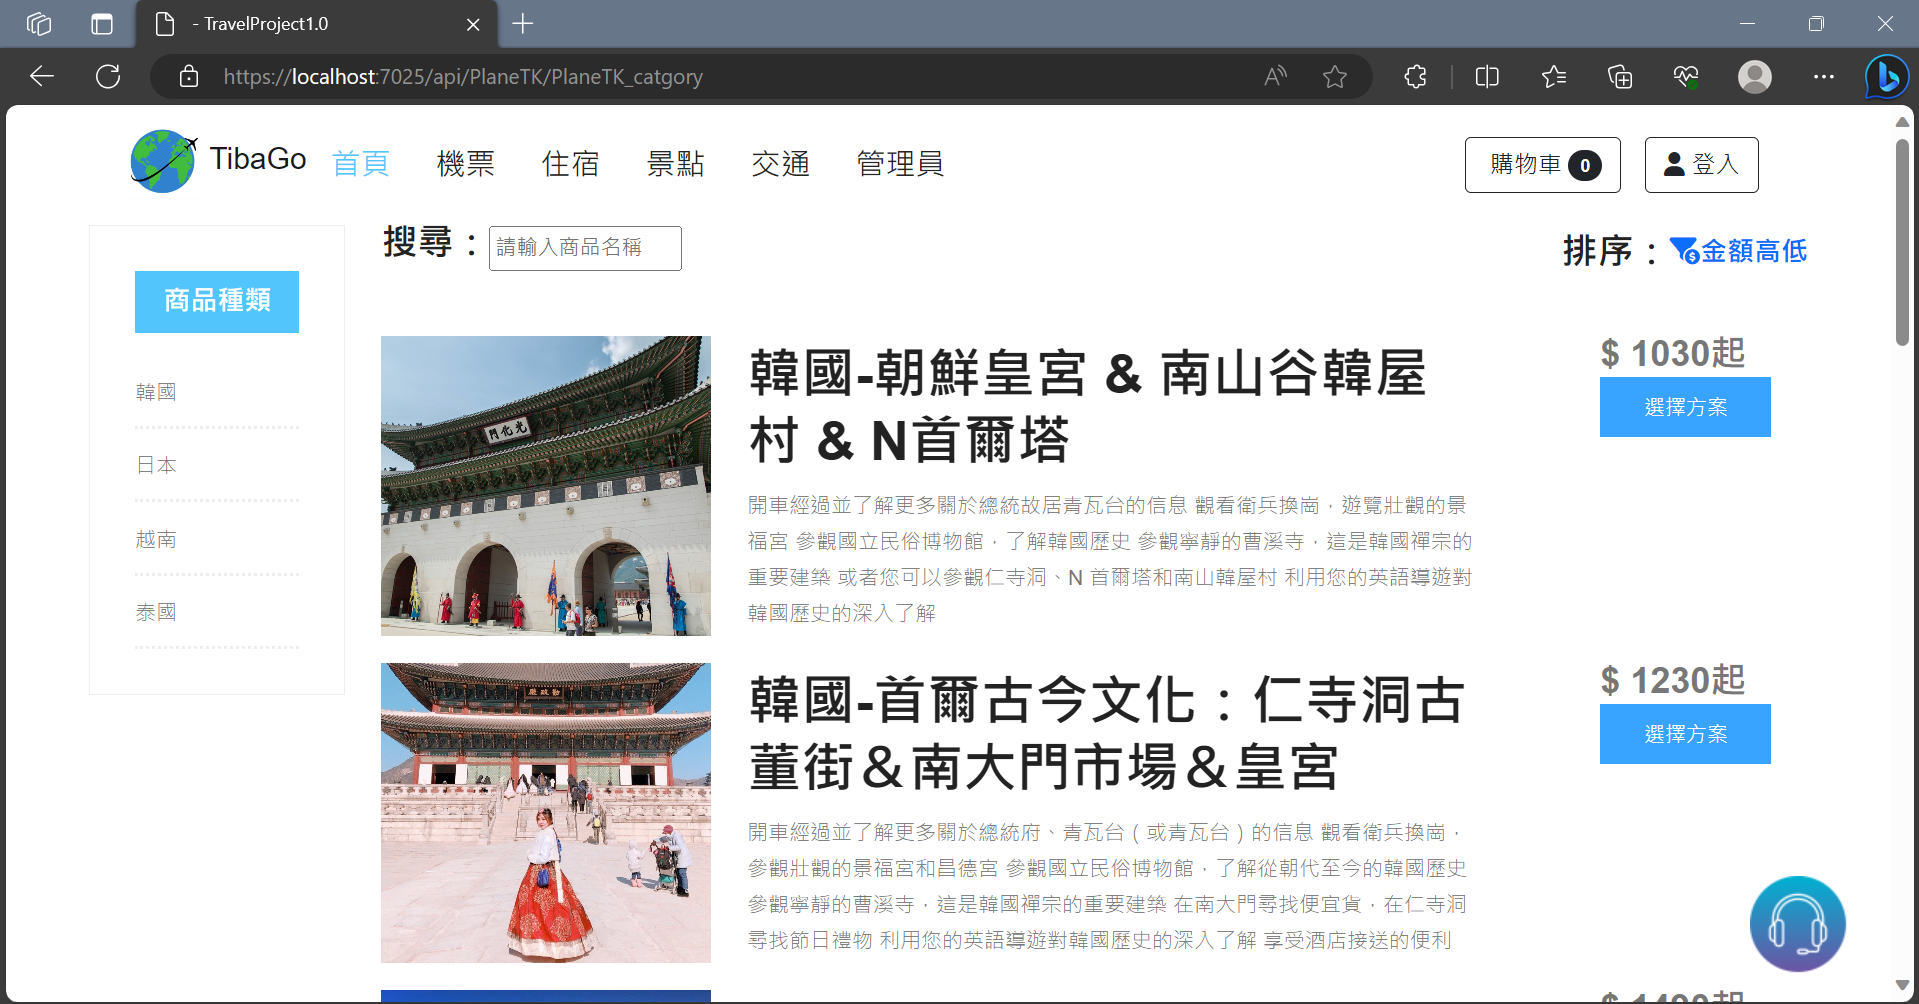 - TravelProject1.0
https://localhost:7025/api/PlaneTK/PlaneTK_catgory
TibaGo 首頁 機票 住宿 景點 交通 管理員 購物車 0 登入
搜尋：請輸入商品名稱
排序：金額高低
商品種類
韓國
日本
越南
泰國
光化門
韓國-朝鮮皇宮 & 南山谷韓屋
村 & N首爾塔
開車經過並了解更多關於總統故居青瓦台的信息 觀看衛兵換崗，遊覽壯觀的景
福宮 參觀國立民俗博物館，了解韓國歷史 參觀寧靜的曹溪寺，這是韓國禪宗的
重要建築 或者您可以參觀仁寺洞、N 首爾塔和南山韓屋村 利用您的英語導遊對
韓國歷史的深入了解
$ 1030起
選擇方案
韓國-首爾古今文化：仁寺洞古
董街＆南大門市場＆皇宮
開車經過並了解更多關於總統府、青瓦台（或青瓦台）的信息 觀看衛兵換崗，
參觀壯觀的景福宮和昌德宮 參觀國立民俗博物館，了解從朝代至今的韓國歷史
參觀寧靜的曹溪寺，這是韓國禪宗的重要建築 在南大門尋找便宜貨，在仁寺洞
尋找節日禮物 利用您的英語導遊對韓國歷史的深入了解 享受酒店接送的便利
$ 1230起
選擇方案
$ 1490起